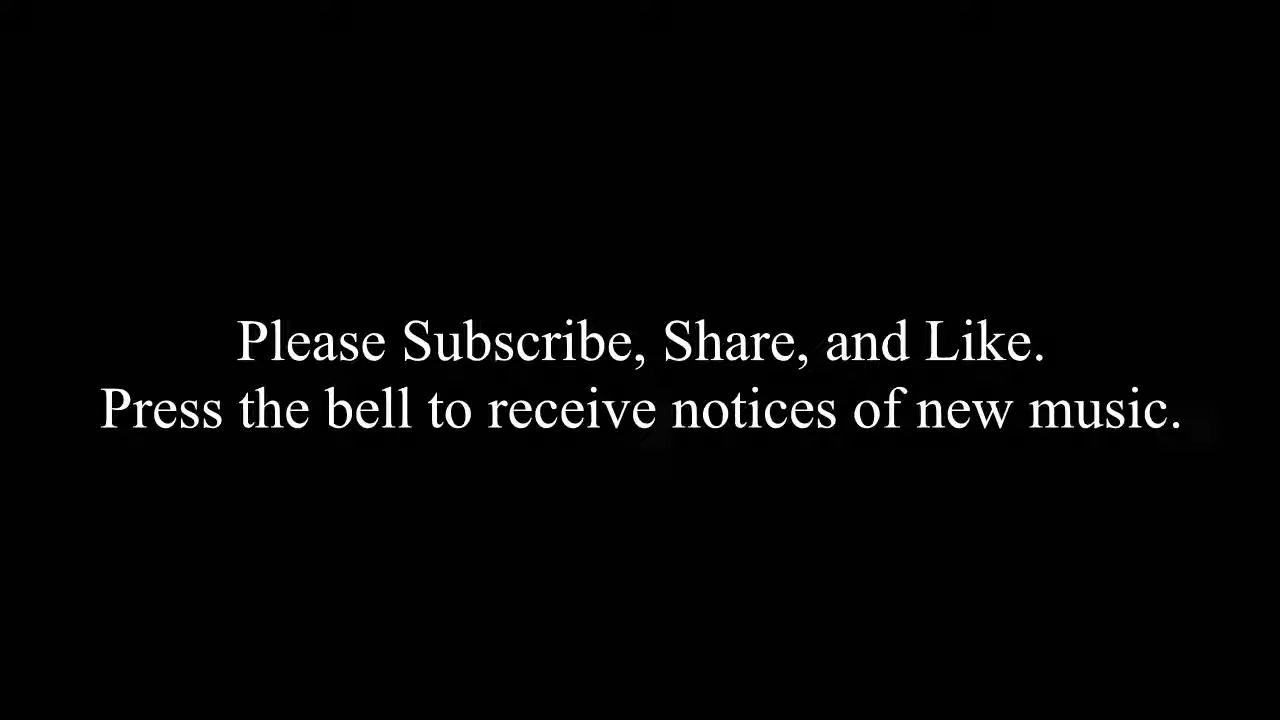 Please Subscribe, Share, and Like.
Press the bell to receive notices of new music.